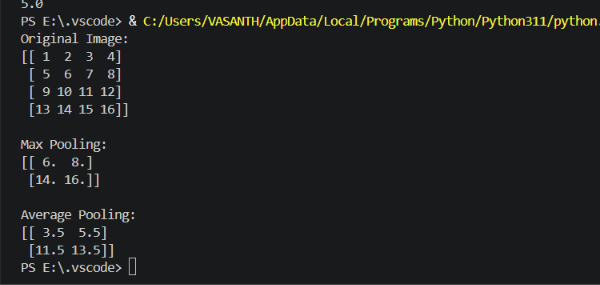 5.0
PS E:\.vscode> & C:/Users/VASANTH/AppData/Local/Programs/Python/Python311/python.
Original Image:
[[ 1  2  3  4]
 [ 5  6  7  8]
 [ 9 10 11 12]
 [13 14 15 16]]

Max Pooling:
[[ 6.  8.]
 [14. 16.]]

Average Pooling:
[[ 3.5  5.5]
 [11.5 13.5]]
PS E:\.vscode>